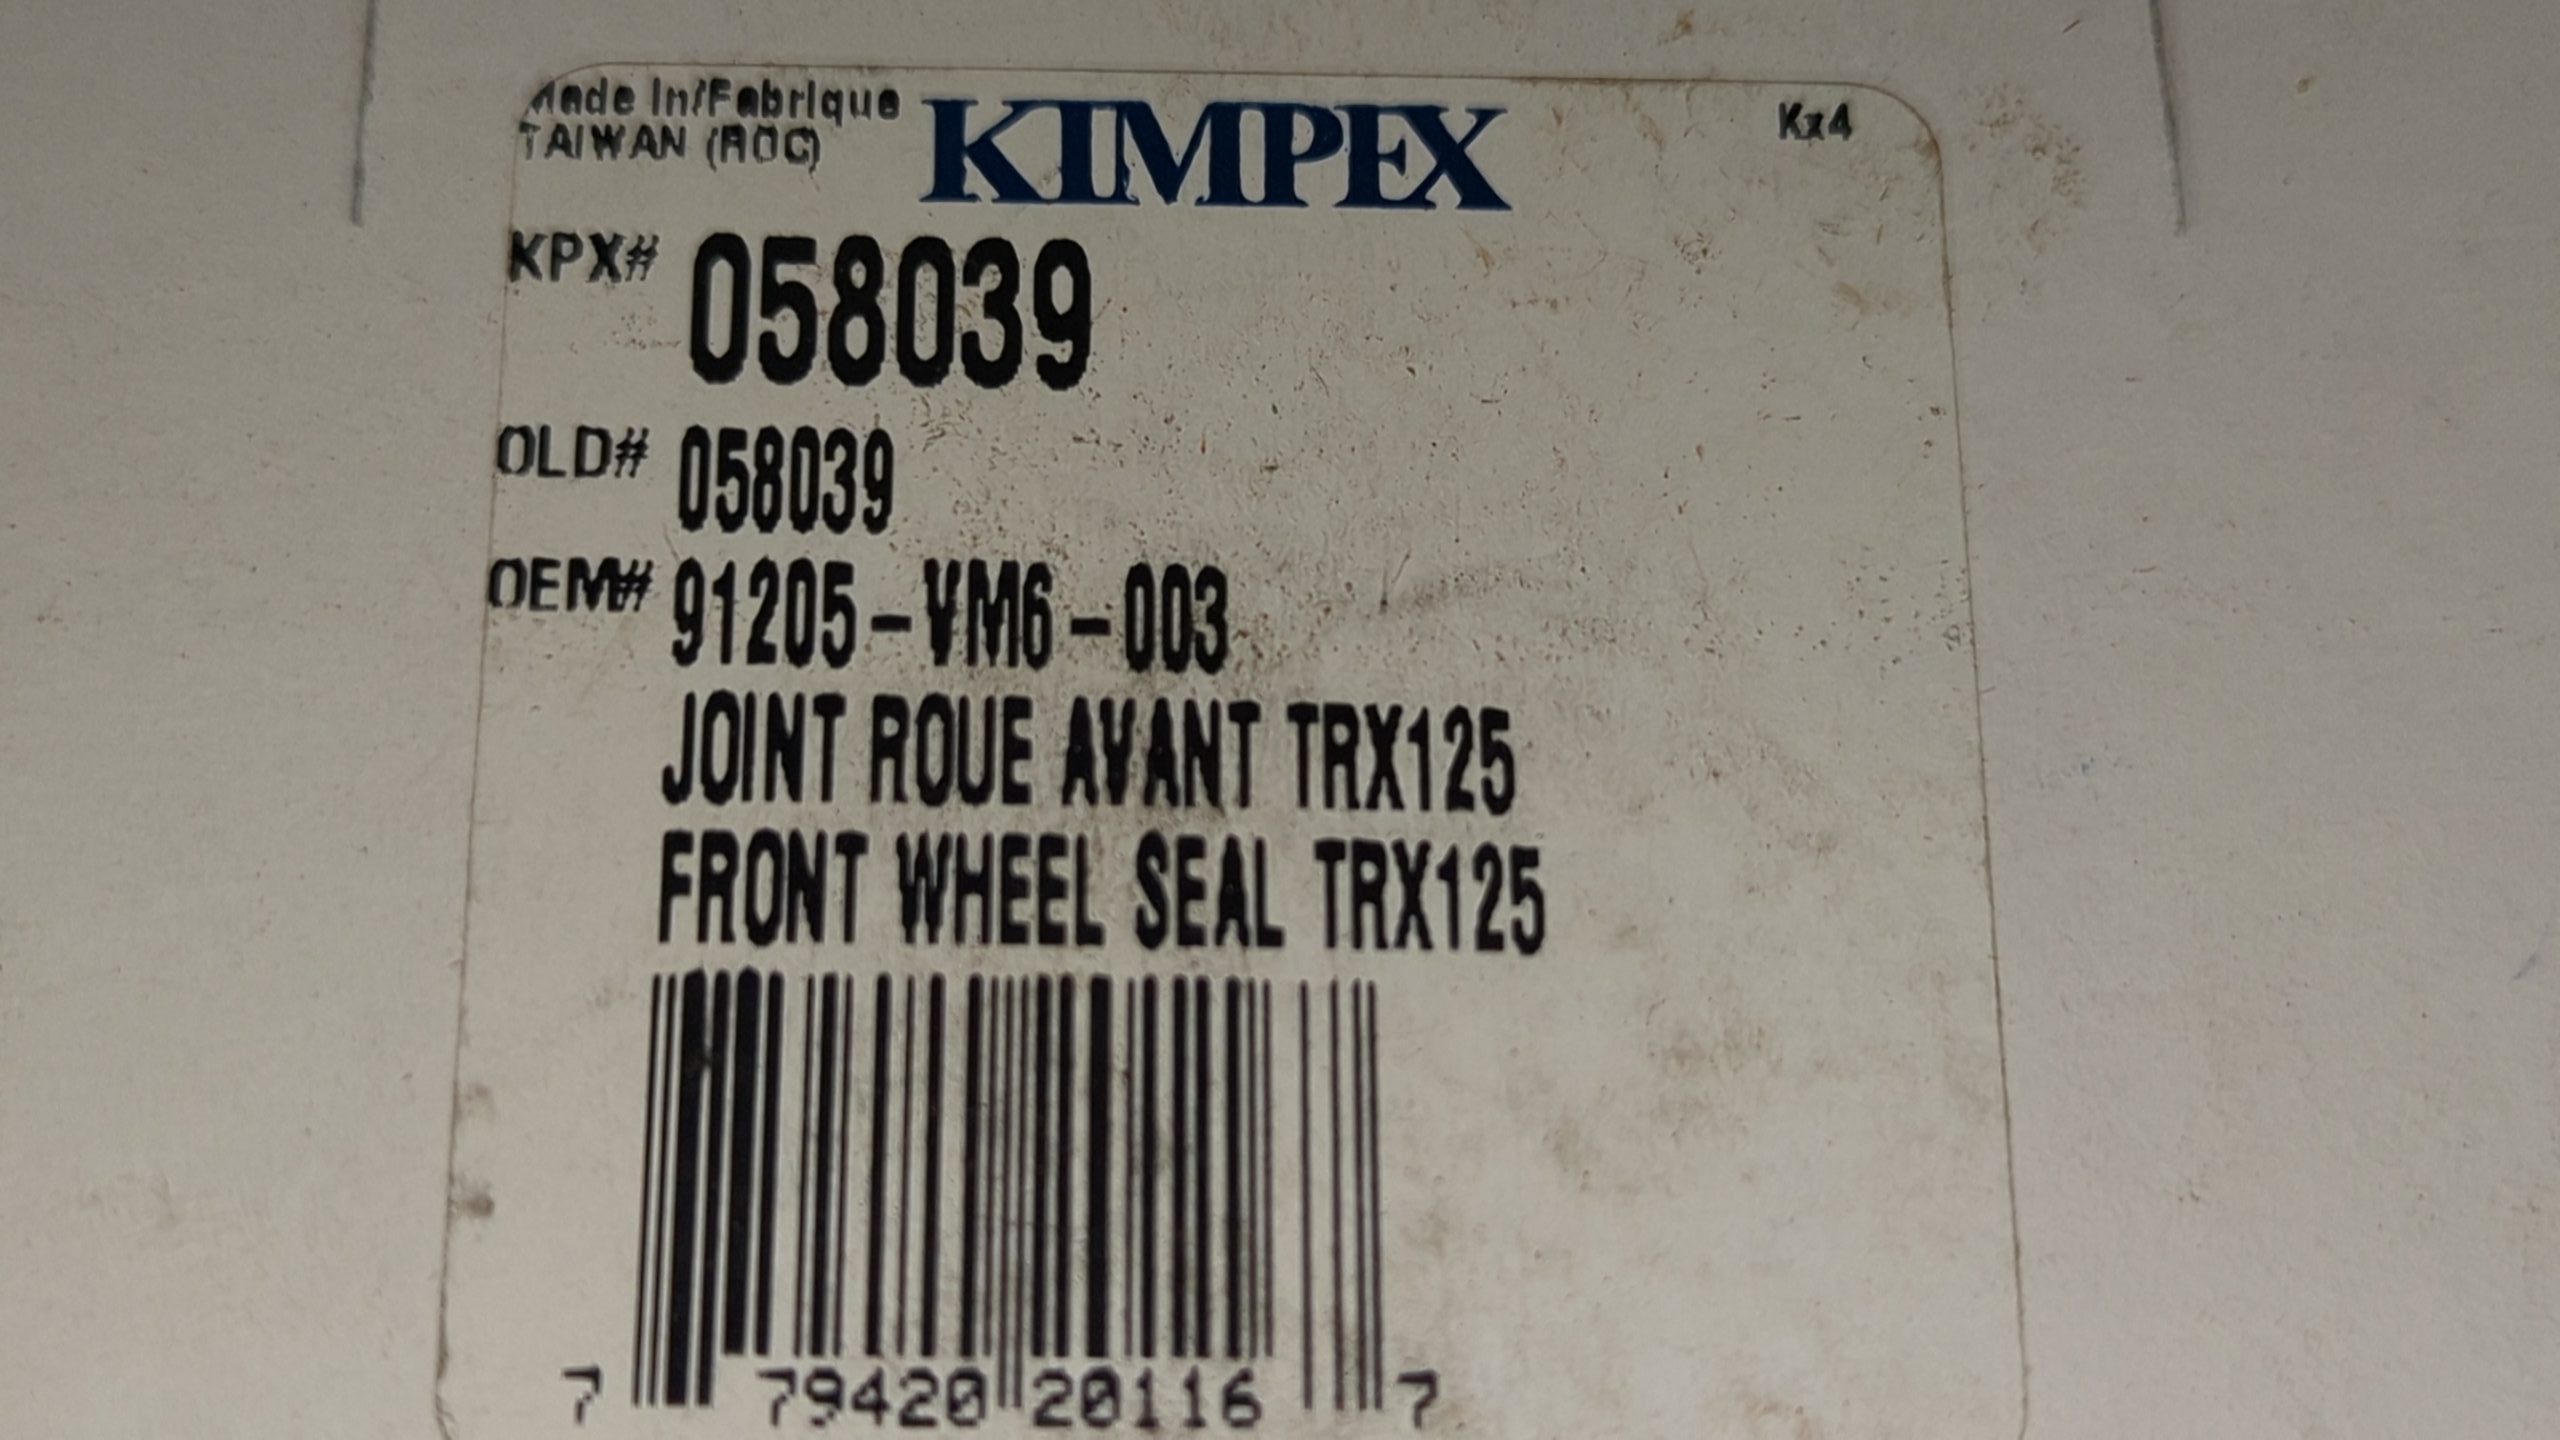 Made In/Fabrique
TAIWAN (ROC)
KIMPEX
Kx4
KPX# 058039
OLD# 058039
OEM# 91205-VM6-003
JOINT ROUE AVANT TRX125
FRONT WHEEL SEAL TRX125
7 79420 20116 7